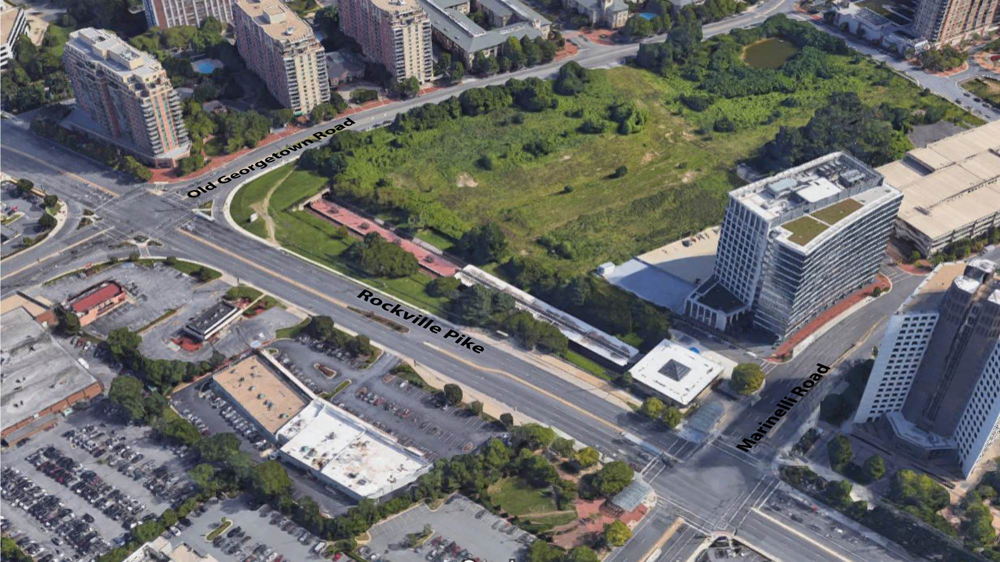 Old Georgetown Road
Rockville Pike
Marinelli Road